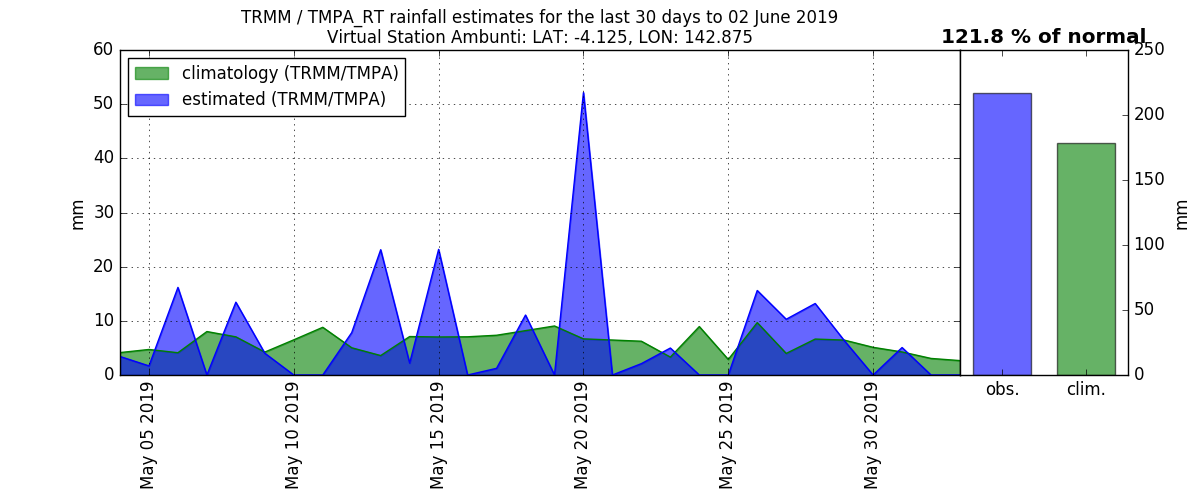 TRMM / TMPA_RT rainfall estimates for the last 30 days to 02 June 2019
Virtual Station Ambunti: LAT: -4.125, LON: 142.875
121.8 % of normal
climatology (TRMM/TMPA)
estimated (TRMM/TMPA)
mm
60
50
40
30
20
10
0
May 05 2019
May 10 2019
May 15 2019
May 20 2019
May 25 2019
May 30 2019
250
200
150
100
50
0
mm
obs.
clim.